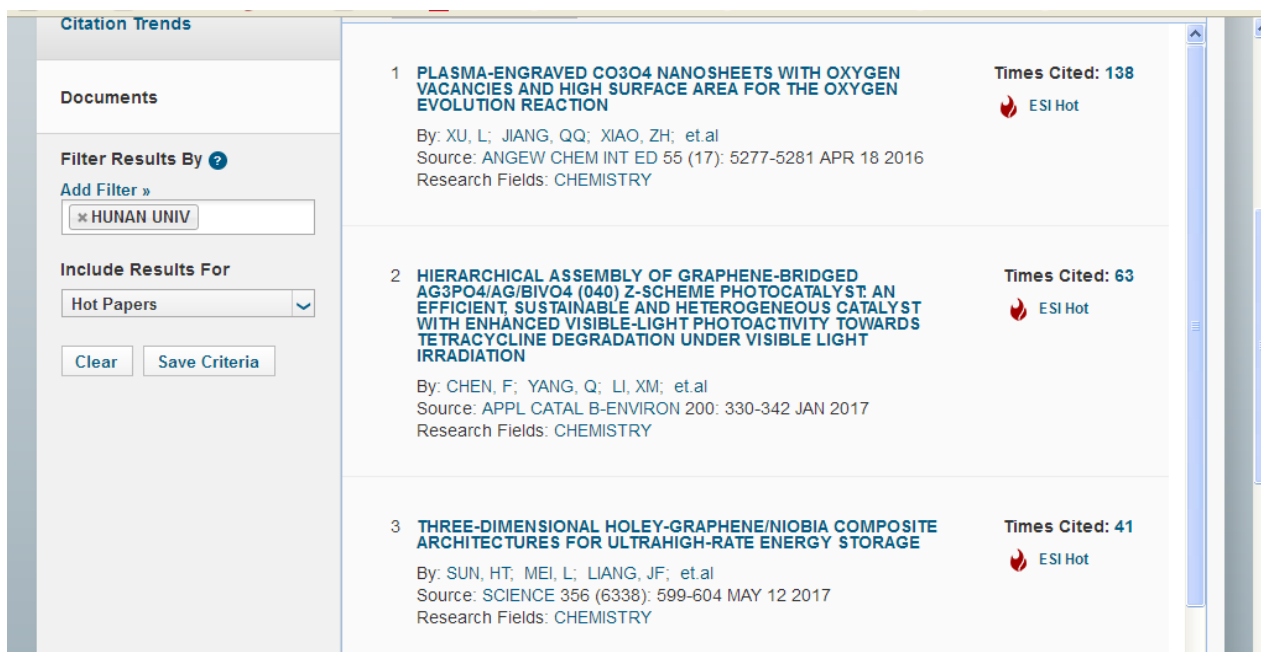 Citation Trends
Documents
Filter Results By ?
Add Filter »
× HUNAN UNIV
Include Results For
Hot Papers
Clear Save Criteria
1 PLASMA-ENGRAVED CO3O4 NANOSHEETS WITH OXYGEN
VACANCIES AND HIGH SURFACE AREA FOR THE OXYGEN
EVOLUTION REACTION
By: XU, L; JIANG, QQ; XIAO, ZH; et.al
Source: ANGEW CHEM INT ED 55 (17): 5277-5281 APR 18 2016
Research Fields: CHEMISTRY
Times Cited: 138
ESI Hot
2 HIERARCHICAL ASSEMBLY OF GRAPHENE-BRIDGED
AG3PO4/AG/BIVO4 (040) Z-SCHEME PHOTOCATALYST: AN
EFFICIENT, SUSTAINABLE AND HETEROGENEOUS CATALYST
WITH ENHANCED VISIBLE-LIGHT PHOTOACTIVITY TOWARDS
TETRACYCLINE DEGRADATION UNDER VISIBLE LIGHT
IRRADIATION
By: CHEN, F; YANG, Q; LI, XM; et.al
Source: APPL CATAL B-ENVIRON 200: 330-342 JAN 2017
Research Fields: CHEMISTRY
Times Cited: 63
ESI Hot
3 THREE-DIMENSIONAL HOLEY-GRAPHENE/NIOBIA COMPOSITE
ARCHITECTURES FOR ULTRAHIGH-RATE ENERGY STORAGE
By: SUN, HT; MEI, L; LIANG, JF; et.al
Source: SCIENCE 356 (6338): 599-604 MAY 12 2017
Research Fields: CHEMISTRY
Times Cited: 41
ESI Hot